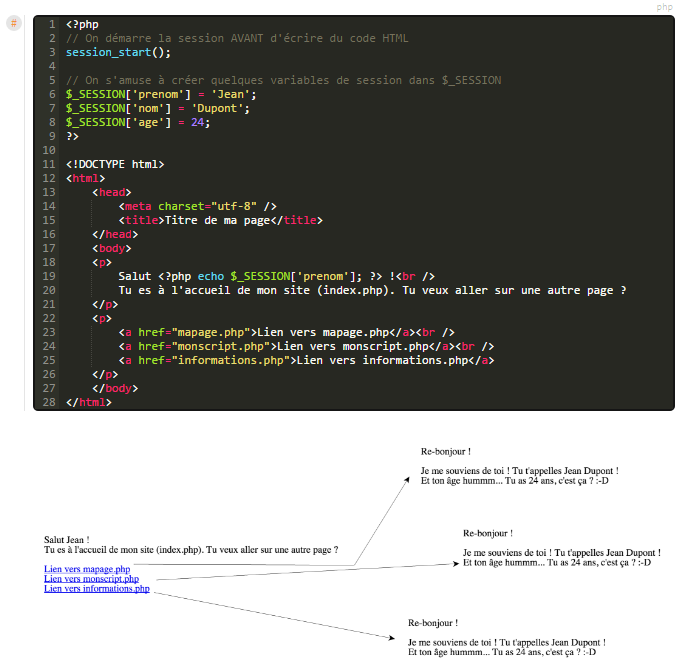 php
#
1 <?php
2 // On démarre la session AVANT d'écrire du code HTML
3 session_start();
4
5 // On s'amuse à créer quelques variables de session dans $_SESSION
6 $_SESSION['prenom'] = 'Jean';
7 $_SESSION['nom'] = 'Dupont';
8 $_SESSION['age'] = 24;
9 ?>
10
11 <!DOCTYPE html>
12 <html>
13     <head>
14         <meta charset="utf-8" />
15         <title>Titre de ma page</title>
16     </head>
17     <body>
18     <p>
19         Salut <?php echo $_SESSION['prenom']; ?> !<br />
20         Tu es à l'accueil de mon site (index.php). Tu veux aller sur une autre page ?
21     </p>
22     <p>
23         <a href="mapage.php">Lien vers mapage.php</a><br />
24         <a href="monscript.php">Lien vers monscript.php</a><br />
25         <a href="informations.php">Lien vers informations.php</a>
26     </p>
27     </body>
28 </html>
Re-bonjour !
Je me souviens de toi ! Tu t'appelles Jean Dupont !
Et ton âge hummm... Tu as 24 ans, c'est ça ? :-D
Salut Jean !
Tu es à l'accueil de mon site (index.php). Tu veux aller sur une autre page ?
Lien vers mapage.php
Lien vers monscript.php
Lien vers informations.php
Re-bonjour !
Je me souviens de toi ! Tu t'appelles Jean Dupont !
Et ton âge hummm... Tu as 24 ans, c'est ça ? :-D
Re-bonjour !
Je me souviens de toi ! Tu t'appelles Jean Dupont !
Et ton âge hummm... Tu as 24 ans, c'est ça ? :-D